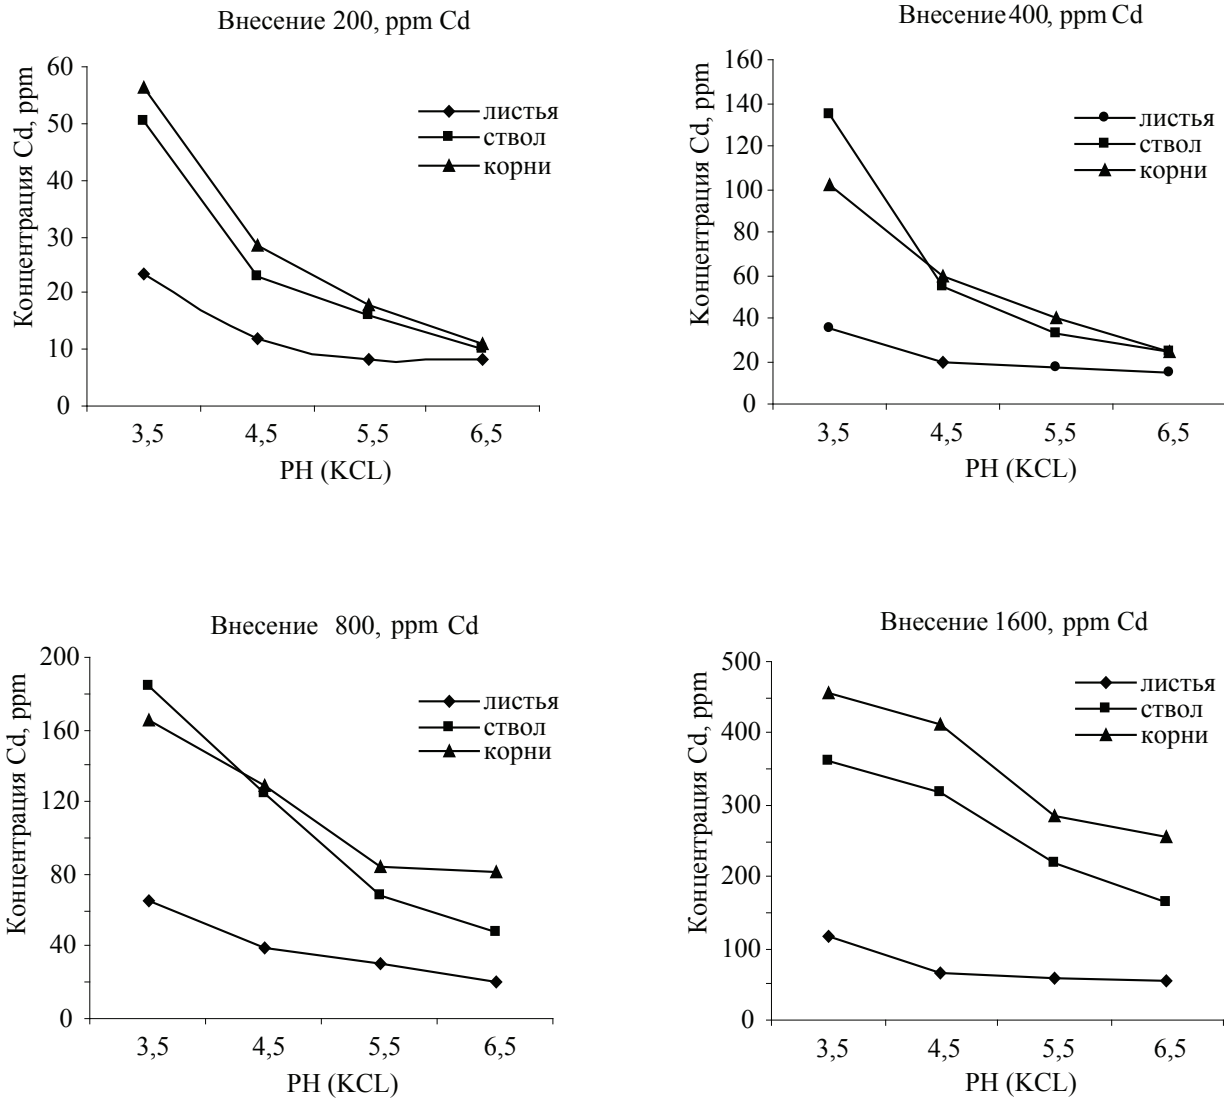 Внесение 200, ppm Cd
Концентрация Cd, ppm
60
50
40
30
20
10
0
листья
ствол
корни
3,5 4,5 5,5 6,5
PH (KCL)
Внесение 400, ppm Cd
Концентрация Cd, ppm
160
140
120
100
80
60
40
20
0
листья
ствол
корни
3,5 4,5 5,5 6,5
PH (KCL)
Внесение 800, ppm Cd
Концентрация Cd, ppm
200
160
120
80
40
0
листья
ствол
корни
3,5 4,5 5,5 6,5
PH (KCL)
Внесение 1600, ppm Cd
Концентрация Cd, ppm
500
400
300
200
100
0
листья
ствол
корни
3,5 4,5 5,5 6,5
PH (KCL)